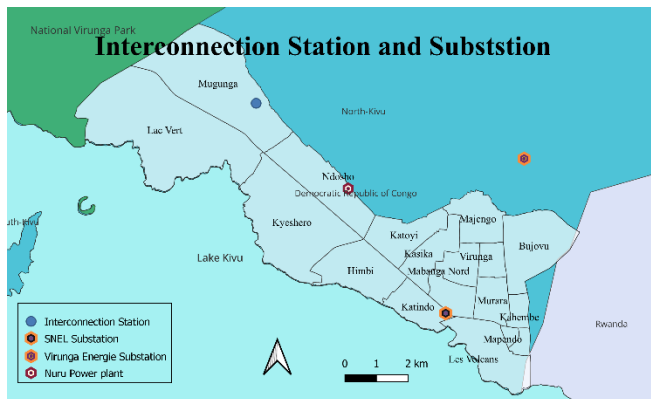 National Virunga Park
Interconnection Station and Subststion
Mugunga
North-Kivu
Lac Vert
Ndosho
Democratic Republic of Congo
outh-Kivu
Kyeshero
Majengo
Katoyi
Bujovu
Kasika
Virunga
Lake Kivu
Himbi
Mabanga Nord
Murara
Katindo
Kahembe
Mapendo
Les Volcans
Rwanda
Interconnection Station
SNEL Substation
Virunga Energie Substation
Nuru Power plant
0 1 2 km